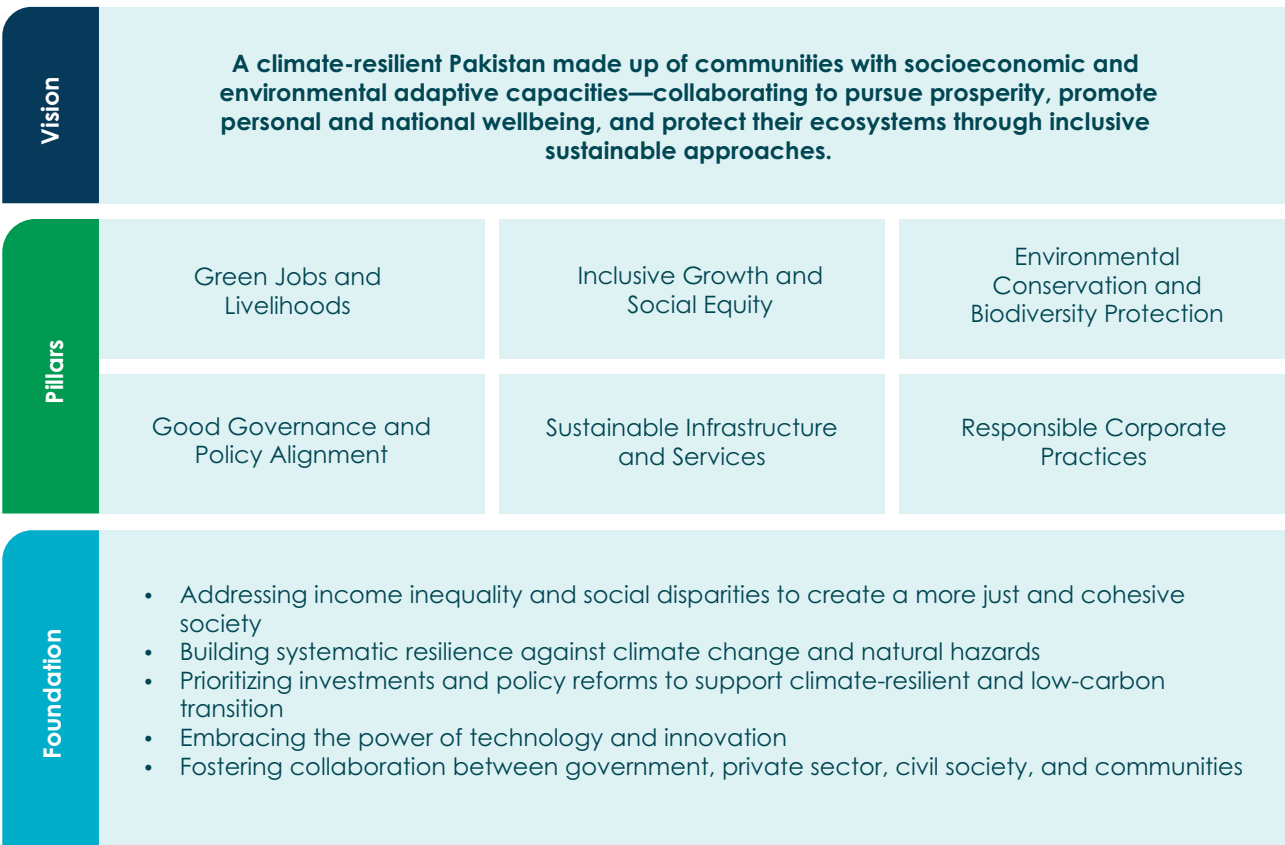 Vision
A climate-resilient Pakistan made up of communities with socioeconomic and
environmental adaptive capacities—collaborating to pursue prosperity, promote
personal and national wellbeing, and protect their ecosystems through inclusive
sustainable approaches.
Pillars
Green Jobs and
Livelihoods
Inclusive Growth and
Social Equity
Environmental
Conservation and
Biodiversity Protection
Good Governance and
Policy Alignment
Sustainable Infrastructure
and Services
Responsible Corporate
Practices
Foundation
• Addressing income inequality and social disparities to create a more just and cohesive
society
• Building systematic resilience against climate change and natural hazards
• Prioritizing investments and policy reforms to support climate-resilient and low-carbon
transition
• Embracing the power of technology and innovation
• Fostering collaboration between government, private sector, civil society, and communities